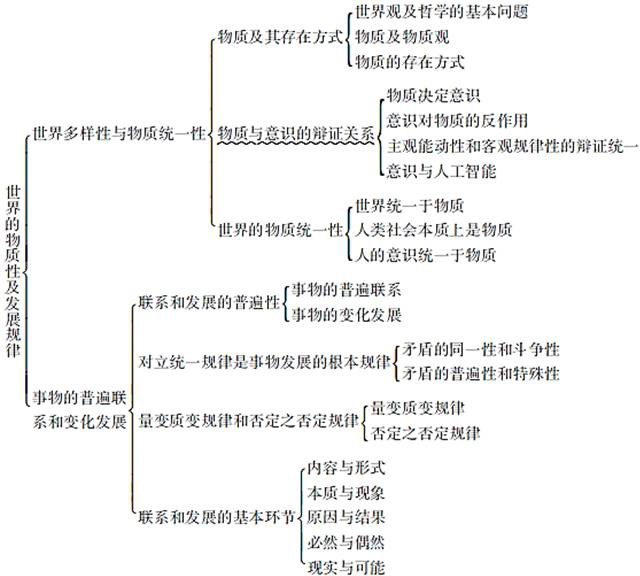 世界的物质性及发展规律
世界多样性与物质统一性
物质及其存在方式
世界观及哲学的基本问题
物质及物质观
物质的存在方式
物质与意识的辩证关系
物质决定意识
意识对物质的反作用
主观能动性和客观规律性的辩证统一
意识与人工智能
世界的物质统一性
世界统一于物质
人类社会本质上是物质
人的意识统一于物质
事物的普遍联
系和变化发展
联系和发展的普遍性
事物的普遍联系
事物的变化发展
对立统一规律是事物发展的根本规律
矛盾的同一性和斗争性
矛盾的普遍性和特殊性
量变质变规律和否定之否定规律
量变质变规律
否定之否定规律
联系和发展的基本环节
内容与形式
本质与现象
原因与结果
必然与偶然
现实与可能